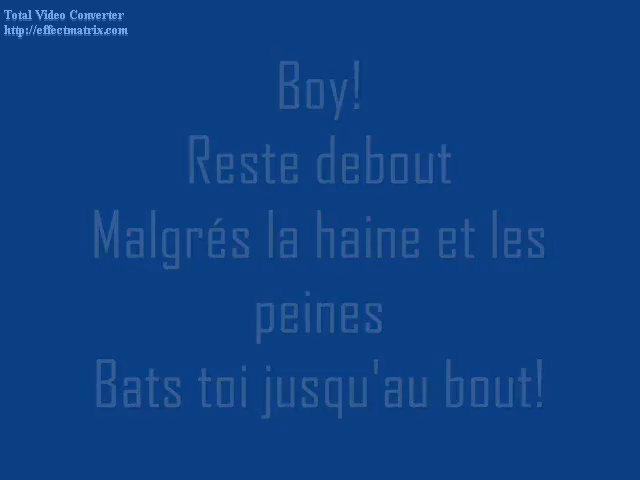 Total Video Converter
http://effectmatrix.com
Boy!
Reste debout
Malgrés la haine et les
peines
Bats toi jusqu'au bout!